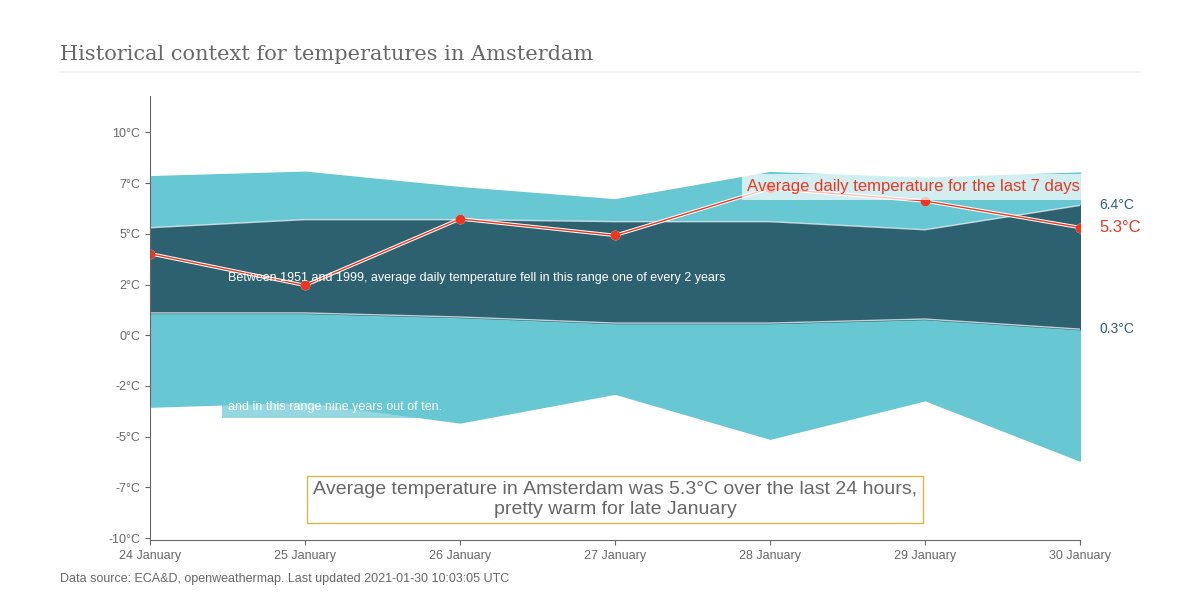 Historical context for temperatures in Amsterdam
10°C
7°C
5°C
2°C
0°C
-2°C
-5°C
-7°C
-10°C
Average daily temperature for the last 7 days
6.4°C
5.3°C
Between 1951 and 1999, average daily temperature fell in this range one of every 2 years
0.3°C
and in this range nine years out of ten.
Average temperature in Amsterdam was 5.3°C over the last 24 hours,
pretty warm for late January
24 January 25 January 26 January 27 January 28 January 29 January 30 January
Data source: ECA&D, openweathermap. Last updated 2021-01-30 10:03:05 UTC